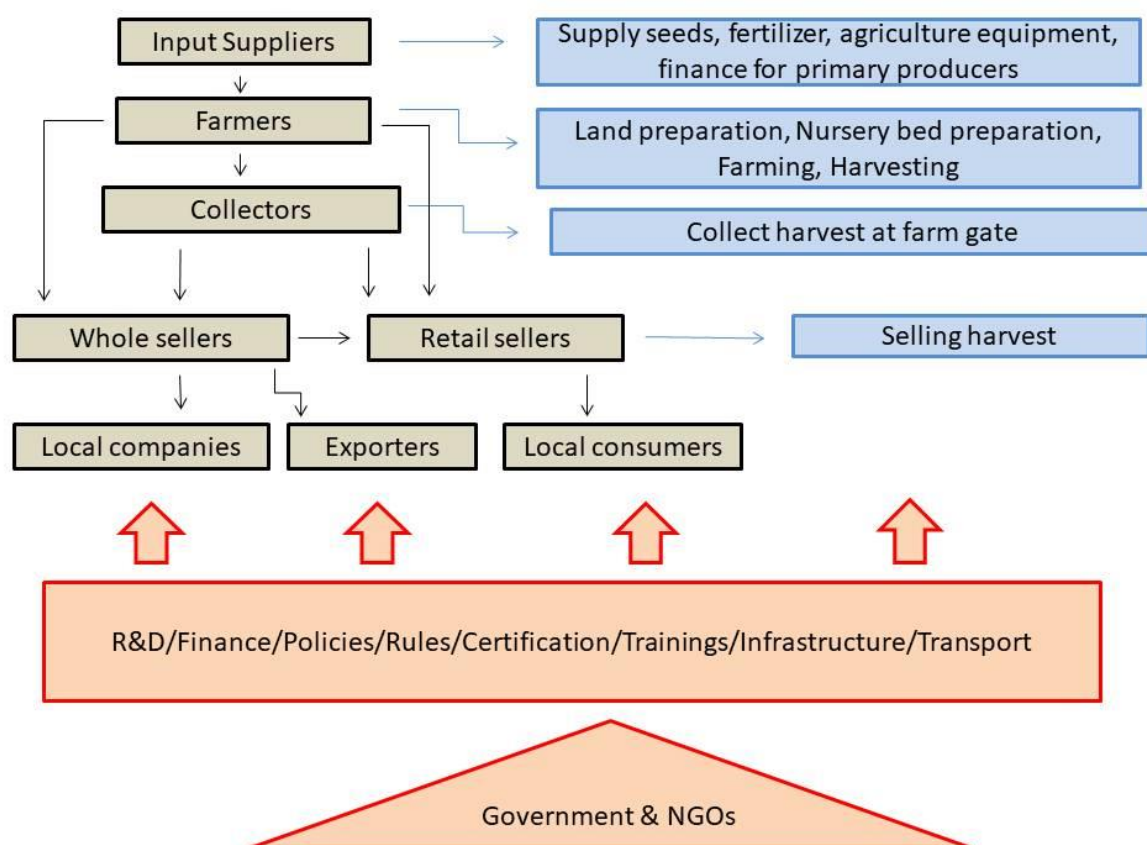 Input Suppliers
Supply seeds, fertilizer, agriculture equipment,
finance for primary producers
Farmers
Land preparation, Nursery bed preparation,
Farming, Harvesting
Collectors
Collect harvest at farm gate
Whole sellers
Retail sellers
Selling harvest
Local companies
Exporters
Local consumers
R&D/Finance/Policies/Rules/Certification/Trainings/Infrastructure/Transport
Government & NGOs